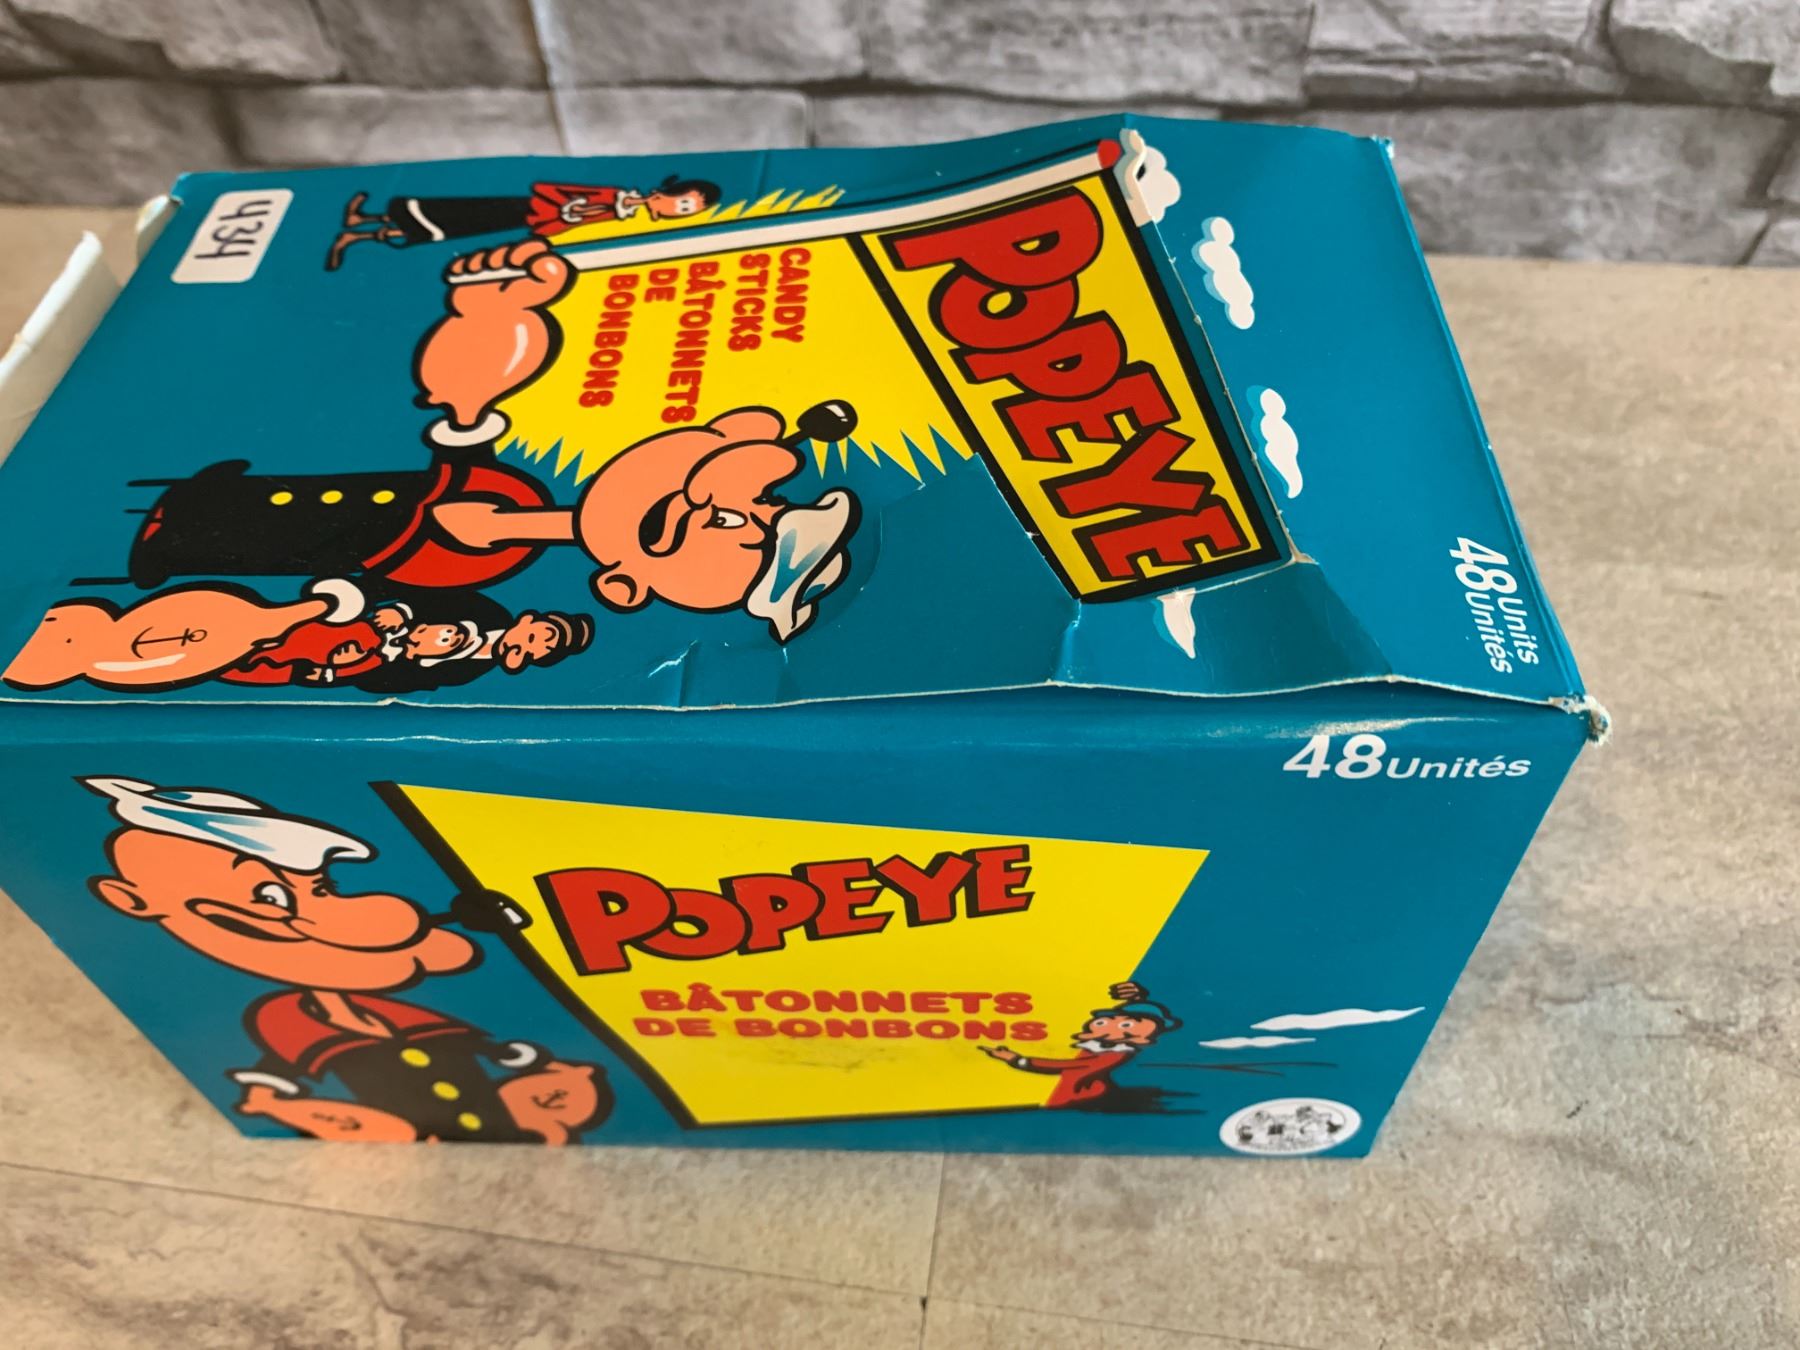 434
CANDY
STICKS
BÂTONNETS
DE
BONBONS
POPEYE
48 Units
48 Unités
48 Unités
POPEYE
BÂTONNETS
DE BONBONS